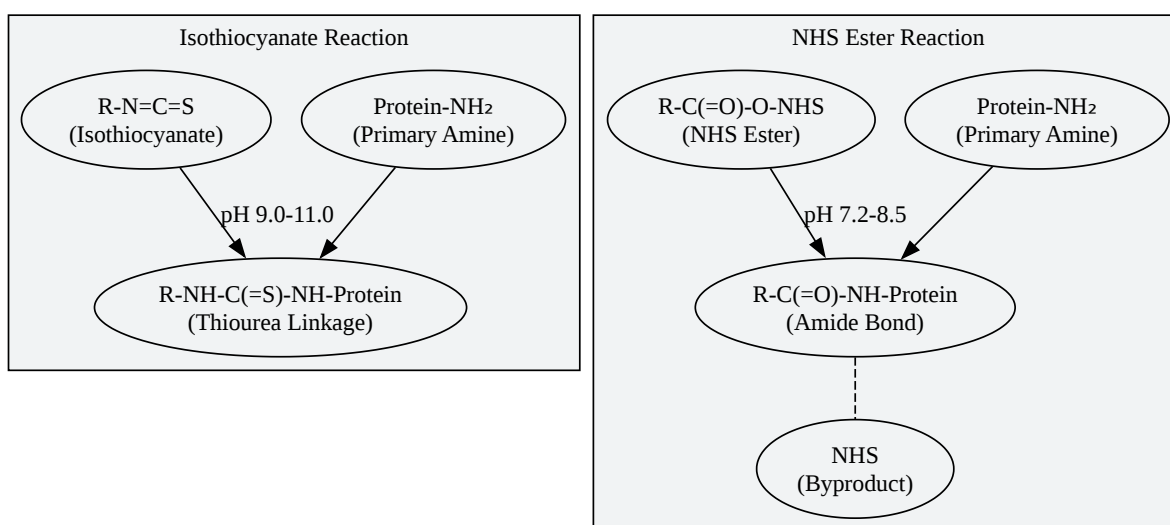 Isothiocyanate Reaction
R-N=C=S
(Isothiocyanate)
Protein-NH₂
(Primary Amine)
pH 9.0-11.0
R-NH-C(=S)-NH-Protein
(Thiourea Linkage)
NHS Ester Reaction
R-C(=O)-O-NHS
(NHS Ester)
Protein-NH₂
(Primary Amine)
pH 7.2-8.5
R-C(=O)-NH-Protein
(Amide Bond)
NHS
(Byproduct)